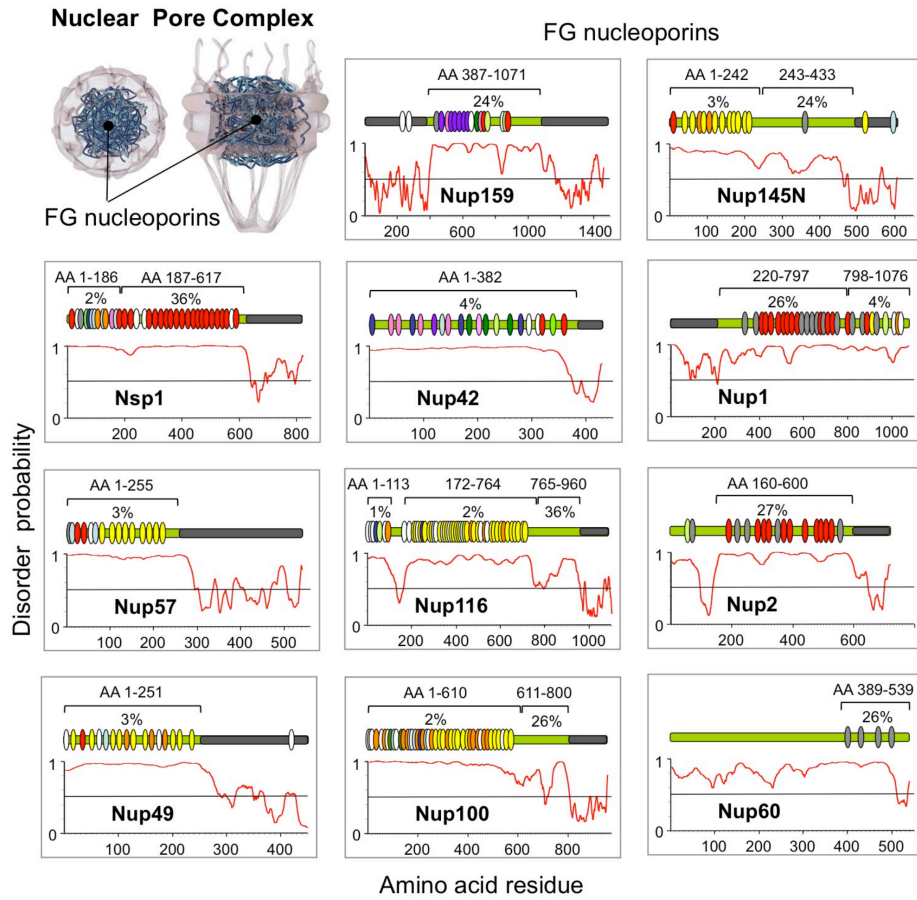 Nuclear Pore Complex
FG nucleoporins
FG nucleoporins
AA 387-1071
24%
1
0
Nup159
200 600 1000 1400
AA 1-242 243-433
3% 24%
1
0
Nup145N
100 200 300 400 500 600
AA 1-186 AA 187-617
2% 36%
1
0
Nsp1
200 400 600 800
AA 1-382
4%
1
0
Nup42
100 200 300 400
220-797 798-1076
26% 4%
1
0
Nup1
200 400 600 800 1000
AA 1-255
3%
1
0
Nup57
100 200 300 400 500
AA 1-113 172-764 765-960
1% 2% 36%
1
0
Nup116
200 400 600 800 1000
AA 160-600
27%
1
0
Nup2
200 400 600
AA 1-251
3%
1
0
Nup49
100 200 300 400
AA 1-610 611-800
2% 26%
1
0
Nup100
200 400 600 800
AA 389-539
26%
1
0
Nup60
100 200 300 400 500
Disorder probability
Amino acid residue